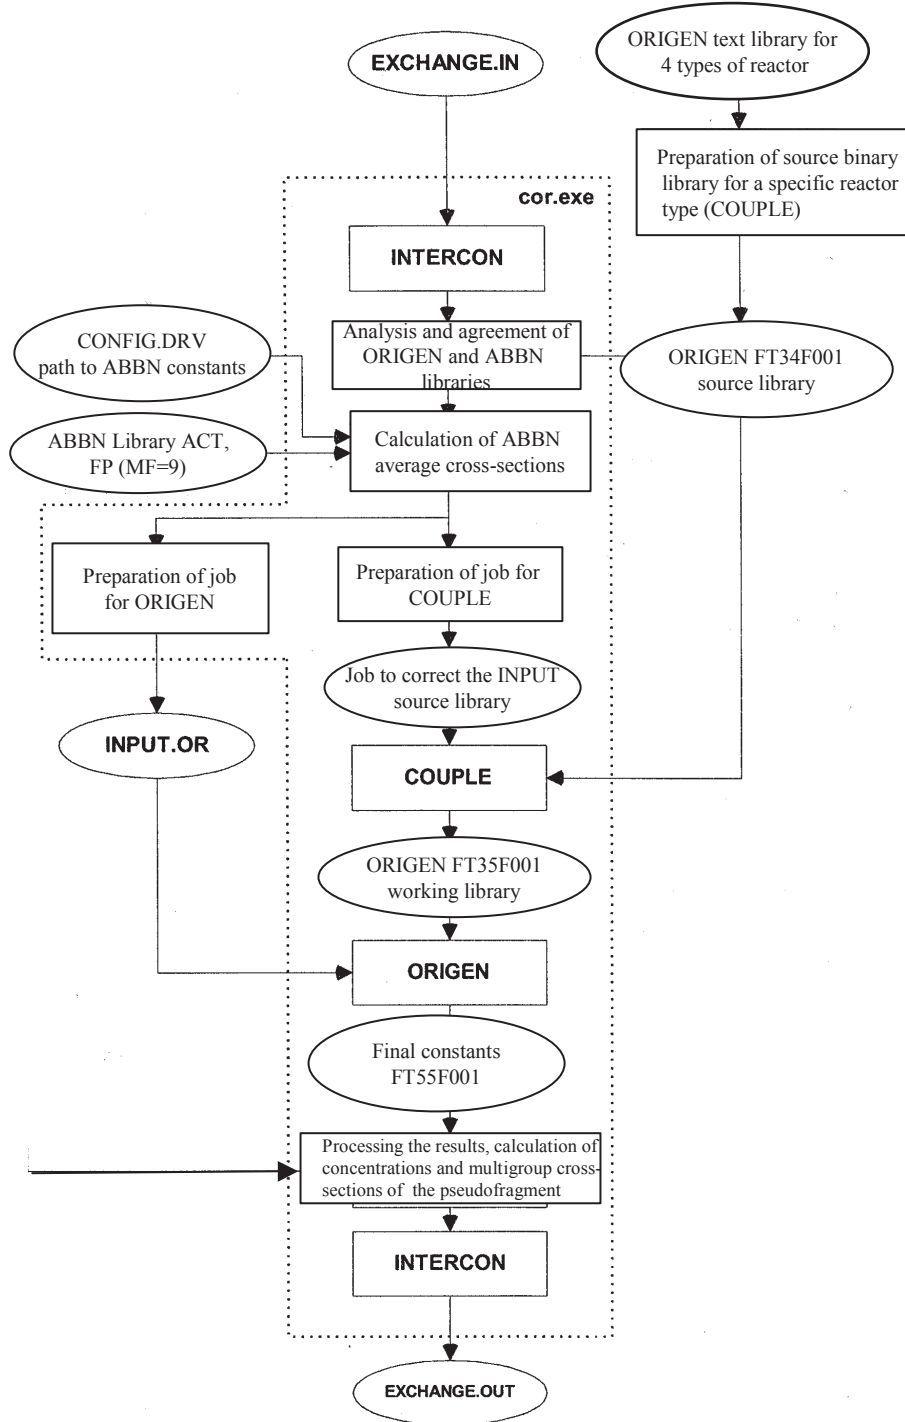 ORIGEN text library for
4 types of reactor
EXCHANGE.IN
Preparation of source binary
library for a specific reactor
type (COUPLE)
cor.exe
INTERCON
CONFIG.DRV
path to ABBN constants
Analysis and agreement of
ORIGEN and ABBN
libraries
ORIGEN FT34F001
source library
ABBN Library ACT,
FP (MF=9)
Calculation of ABBN
average cross-sections
Preparation of job
for ORIGEN
Preparation of job for
COUPLE
Job to correct the INPUT
source library
INPUT.OR
COUPLE
ORIGEN FT35F001
working library
ORIGEN
Final constants
FT55F001
Processing the results, calculation of
concentrations and multigroup cross-
sections of the pseudofragment
INTERCON
EXCHANGE.OUT